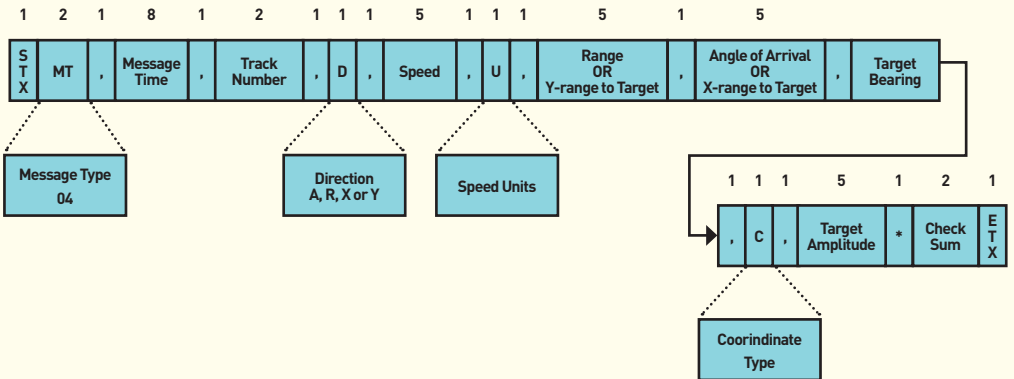 1 2 1 8 1 2 1 1 1 5 1 1 1 5 1 5
S
T
X
MT
,
Message
Time
,
Track
Number
,
D
,
Speed
,
U
,
Range
OR
Y-range to Target
,
Angle of Arrival
OR
X-range to Target
,
Target
Bearing
Message Type
04
Direction
A, R, X or Y
Speed Units
1 1 1 5 1 2 1
,
C
,
Target
Amplitude
*
Check
Sum
E
T
X
Coorindinate
Type